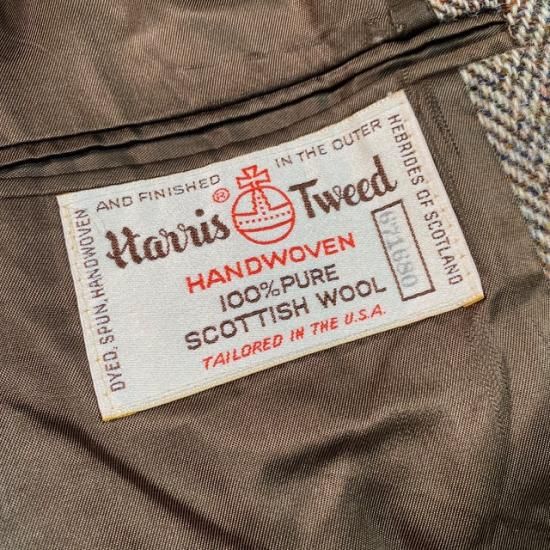 DYED, SPUN, HANDWOVEN
AND FINISHED
IN THE OUTER
HEBRIDES OF SCOTLAND
Harris ® Tweed
HANDWOVEN
100% PURE
SCOTTISH WOOL
TAILORED IN THE U.S.A.
671680